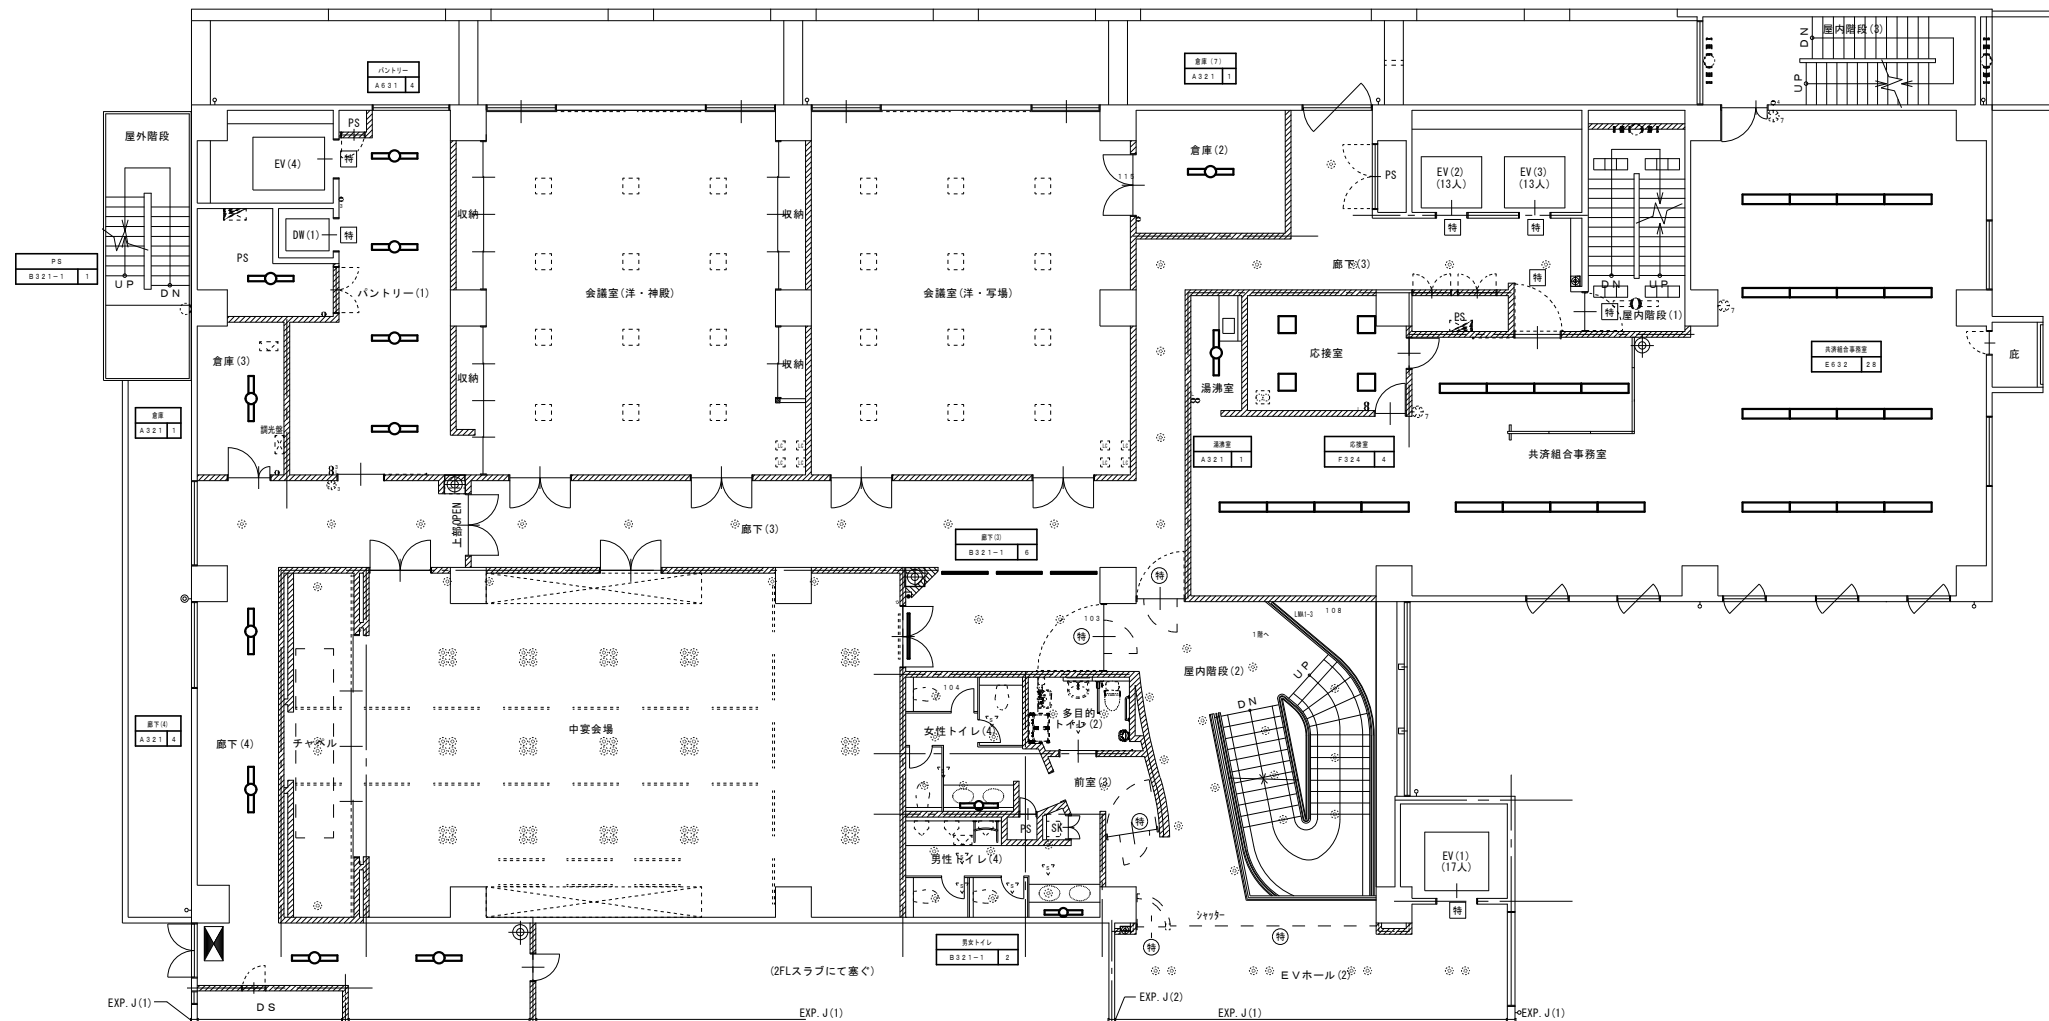 屋内階段(3)
DN
UP
パントリー
A631 4
倉庫(7)
A321 1
屋外階段
UP
DN
PS
EV(4)
特
倉庫(2)
115
PS
EV(2)
(13人)
EV(3)
(13人)
特
特
DW(1)
特
収納
収納
PS
B321-1 1
PS
パントリー(1)
会議室(洋・神殿)
会議室(洋・写場)
廊下(3)
特
DN
UP
特
屋内階段(1)
7
PS
倉庫(3)
収納
収納
湯沸室
応接室
共済組合事務室
E632 28
庇
倉庫
A321 1
調光盤
湯沸室
A321 1
応接室
F324 4
共済組合事務室
上部OPEN
廊下(3)
廊下(3)
B321-1 6
特
103
特
108
LMA1-3
1階へ
屋内階段(2)
UP
DN
104
多目的
トイレ(2)
女性トイレ(4)
廊下(4)
A321 4
廊下(4)
チャペル
中宴会場
前室(3)
特
PS
SK
男性トイレ(4)
EV(1)
(17人)
特
シャッター
特
特
男女トイレ
B321-1 2
(2FLスラブにて塞ぐ)
EVホール(2)
DS
EXP.J(1)
EXP.J(1)
EXP.J(2)
EXP.J(1)
EXP.J(1)